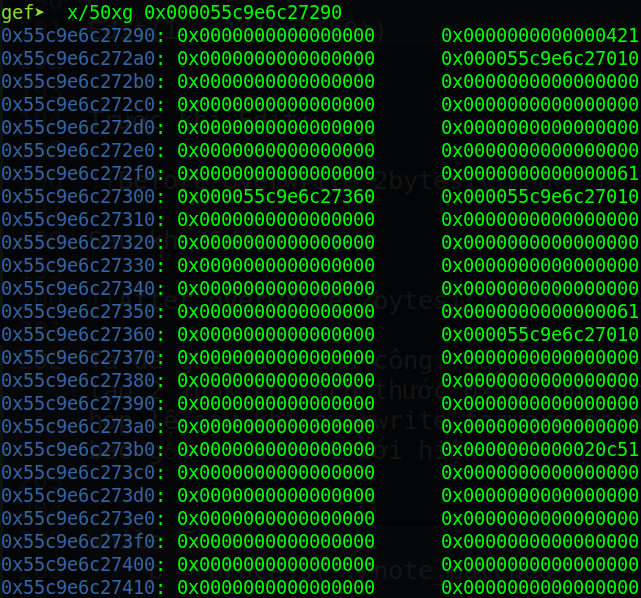 gef➤  x/50xg 0x000055c9e6c27290
0x55c9e6c27290: 0x0000000000000000 0x0000000000000421
0x55c9e6c272a0: 0x0000000000000000 0x000055c9e6c27010
0x55c9e6c272b0: 0x0000000000000000 0x0000000000000000
0x55c9e6c272c0: 0x0000000000000000 0x0000000000000000
0x55c9e6c272d0: 0x0000000000000000 0x0000000000000000
0x55c9e6c272e0: 0x0000000000000000 0x0000000000000000
0x55c9e6c272f0: 0x0000000000000000 0x0000000000000061
0x55c9e6c27300: 0x000055c9e6c27360 0x000055c9e6c27010
0x55c9e6c27310: 0x0000000000000000 0x0000000000000000
0x55c9e6c27320: 0x0000000000000000 0x0000000000000000
0x55c9e6c27330: 0x0000000000000000 0x0000000000000000
0x55c9e6c27340: 0x0000000000000000 0x0000000000000000
0x55c9e6c27350: 0x0000000000000000 0x0000000000000061
0x55c9e6c27360: 0x0000000000000000 0x000055c9e6c27010
0x55c9e6c27370: 0x0000000000000000 0x0000000000000000
0x55c9e6c27380: 0x0000000000000000 0x0000000000000000
0x55c9e6c27390: 0x0000000000000000 0x0000000000000000
0x55c9e6c273a0: 0x0000000000000000 0x0000000000000000
0x55c9e6c273b0: 0x0000000000000000 0x0000000000020c51
0x55c9e6c273c0: 0x0000000000000000 0x0000000000000000
0x55c9e6c273d0: 0x0000000000000000 0x0000000000000000
0x55c9e6c273e0: 0x0000000000000000 0x0000000000000000
0x55c9e6c273f0: 0x0000000000000000 0x0000000000000000
0x55c9e6c27400: 0x0000000000000000 0x0000000000000000
0x55c9e6c27410: 0x0000000000000000 0x0000000000000000